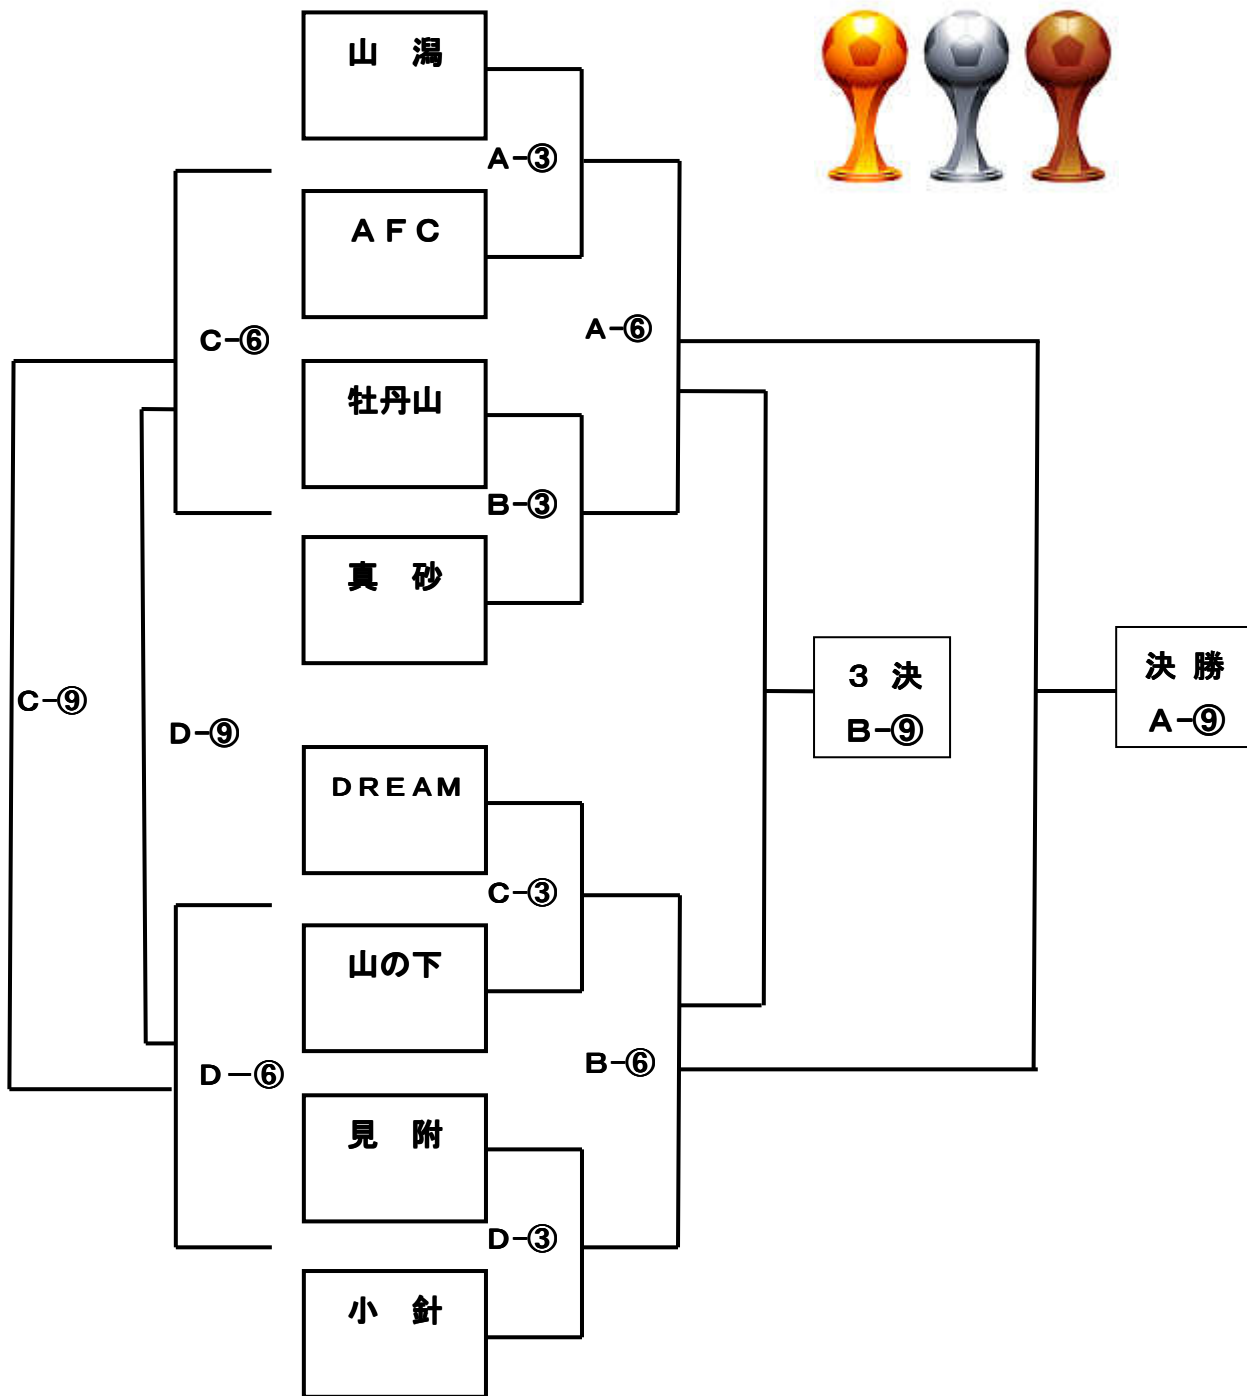 山　潟
A-③
ＡＦＣ
C-⑥
A-⑥
牡丹山
B-③
真　砂
３ 決
B-⑨
決 勝
A-⑨
C-⑨
D-⑨
ＤＲＥＡＭ
C-③
山の下
D－⑥
B-⑥
見　附
D-③
小　針